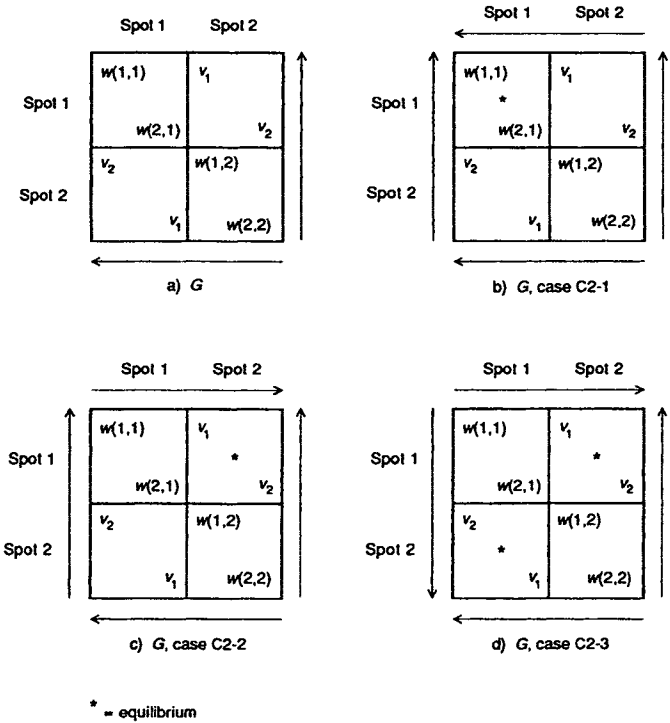 Spot 1 Spot 2 Spot 1 Spot 2
w(1,1) v1 w(1,1) v1
Spot 1 Spot 1 *
w(2,1) v2 w(2,1) v2
v2 w(1,2) v2 w(1,2)
Spot 2 Spot 2
v1 w(2,2) v1 w(2,2)
a) G b) G, case C2-1
Spot 1 Spot 2 Spot 1 Spot 2
w(1,1) v1 w(1,1) v1
Spot 1 * Spot 1 *
w(2,1) v2 w(2,1) v2
v2 w(1,2) v2 w(1,2)
Spot 2 Spot 2 *
v1 w(2,2) v1 w(2,2)
c) G, case C2-2 d) G, case C2-3
* = equilibrium